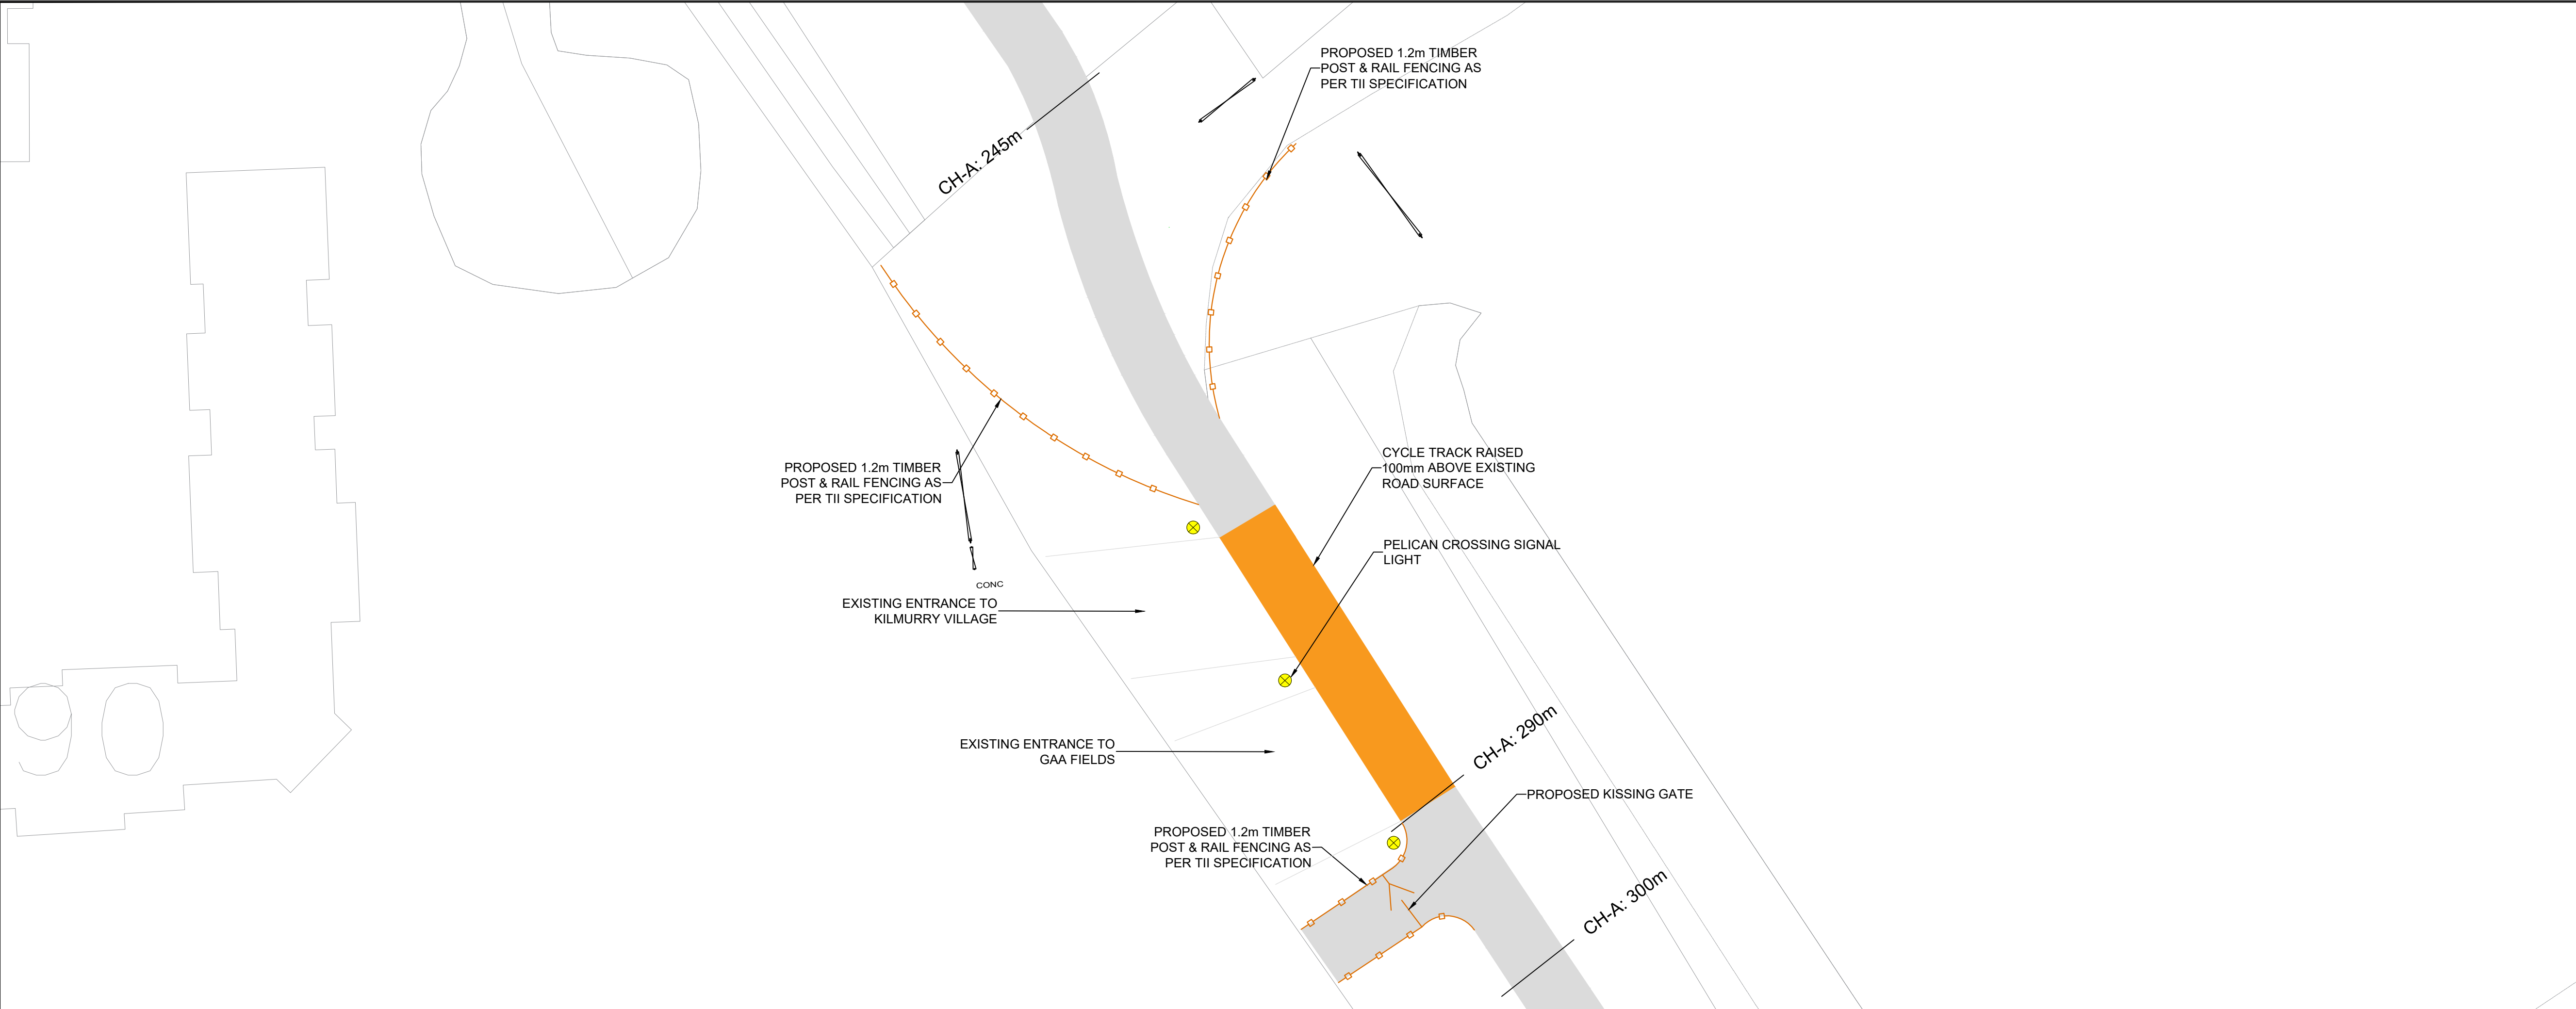 PROPOSED 1.2m TIMBER
POST & RAIL FENCING AS
PER TII SPECIFICATION
CH-A: 245m
CYCLE TRACK RAISED
100mm ABOVE EXISTING
ROAD SURFACE
PROPOSED 1.2m TIMBER
POST & RAIL FENCING AS
PER TII SPECIFICATION
PELICAN CROSSING SIGNAL
LIGHT
CONC
EXISTING ENTRANCE TO
KILMURRY VILLAGE
CH-A: 290m
EXISTING ENTRANCE TO
GAA FIELDS
PROPOSED KISSING GATE
PROPOSED 1.2m TIMBER
POST & RAIL FENCING AS
PER TII SPECIFICATION
CH-A: 300m